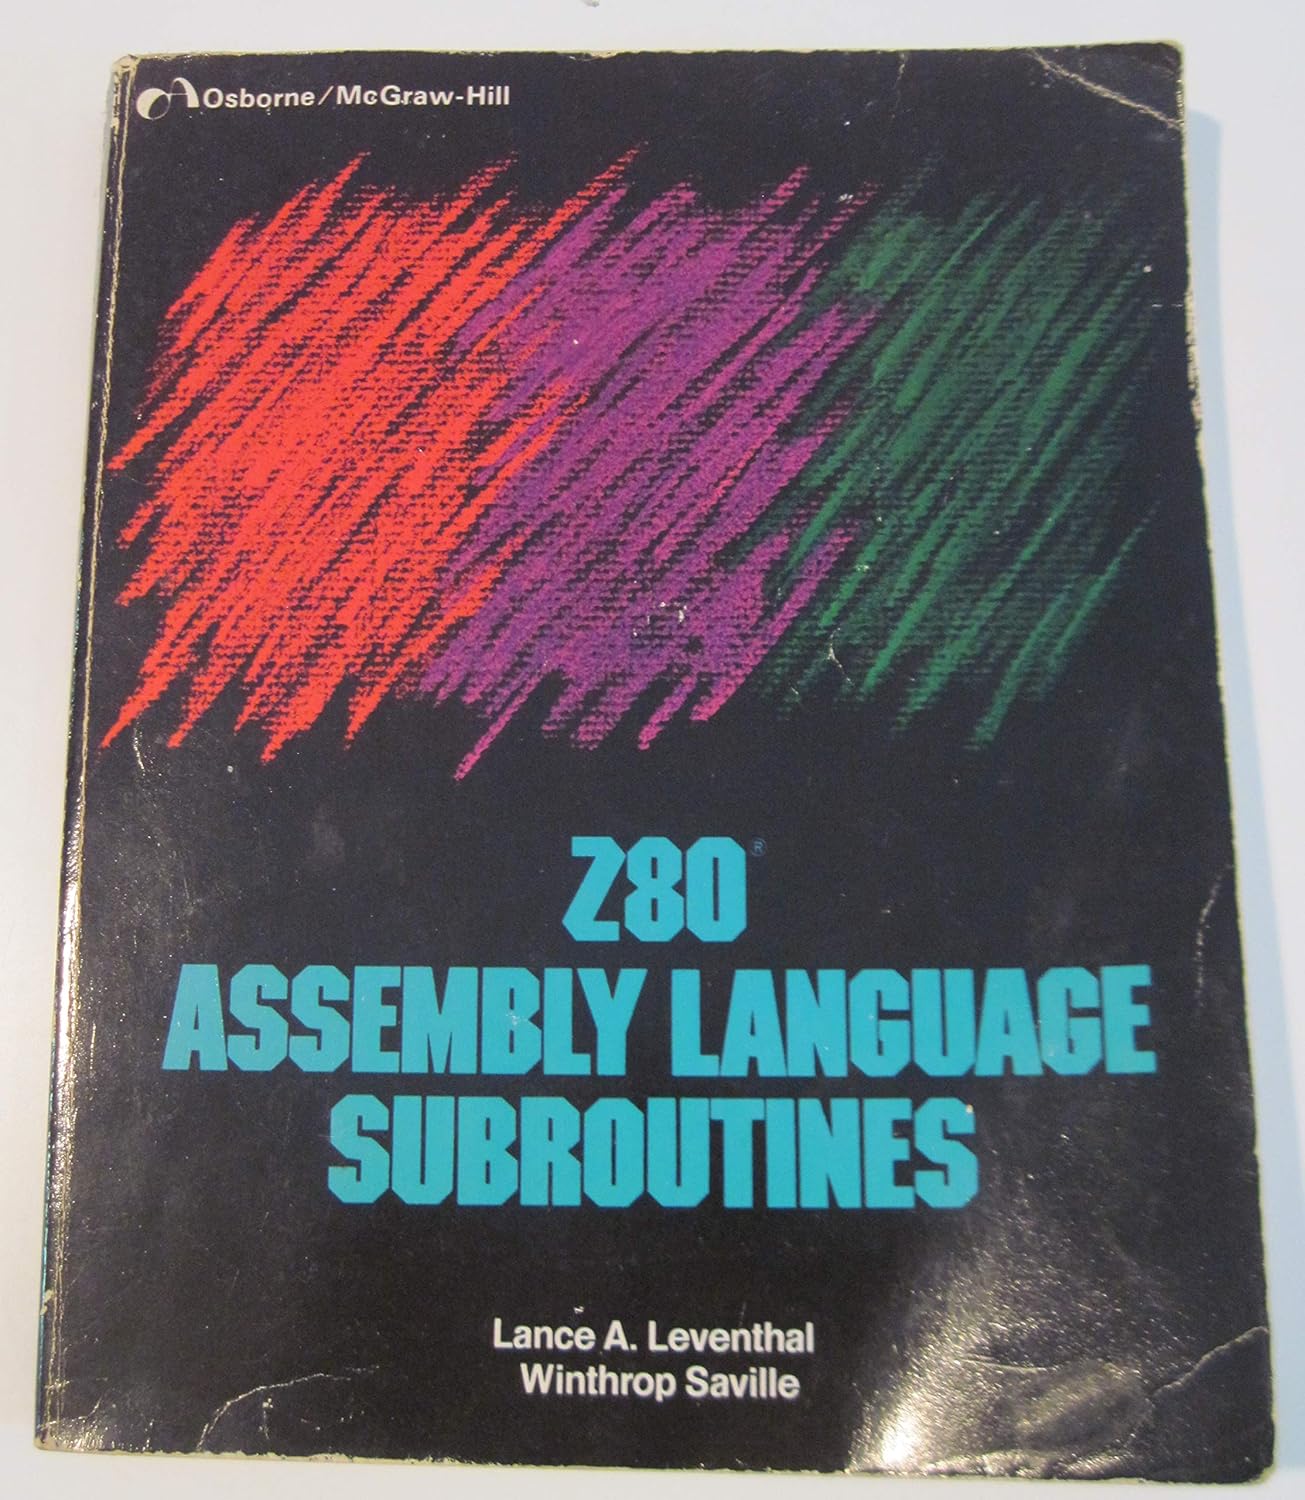 Osborne/McGraw-Hill
Z80®
ASSEMBLY LANGUAGE
SUBROUTINES
Lance A. Leventhal
Winthrop Saville